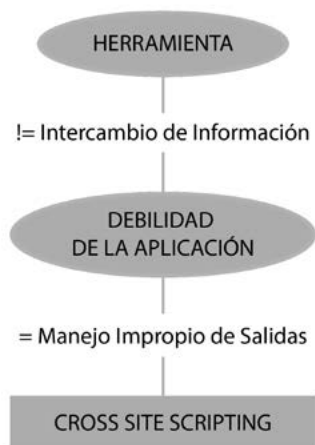 HERRAMIENTA
!= Intercambio de Información
DEBILIDAD
DE LA APLICACIÓN
= Manejo Impropio de Salidas
CROSS SITE SCRIPTING